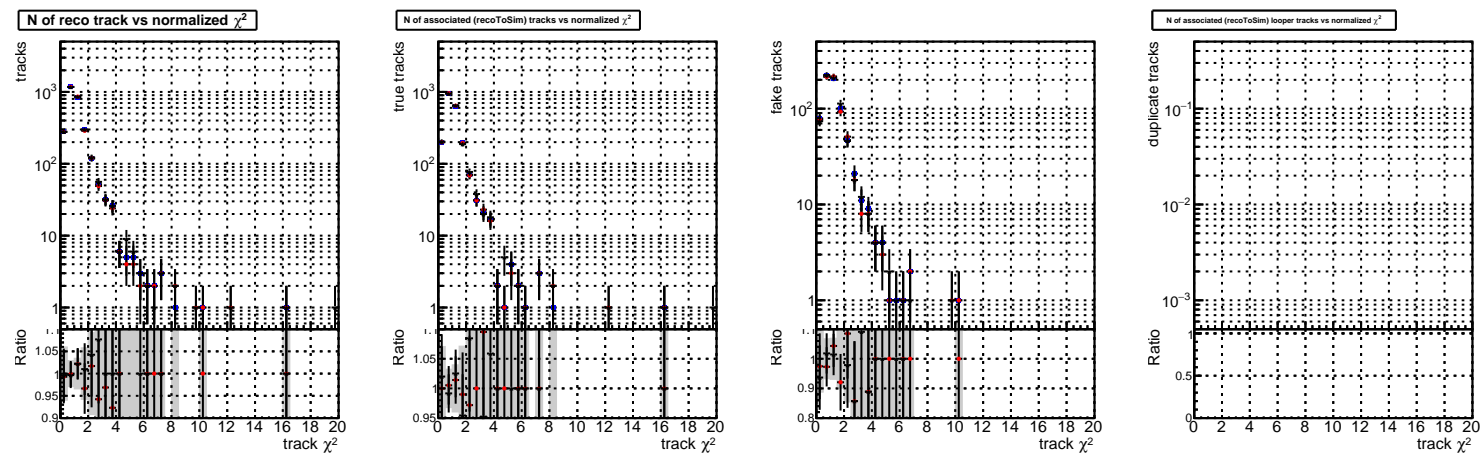 N of reco track vs normalized χ²
tracks
10³
10²
10
1
Ratio
1.1
1.05
1
0.95
0.9
0 2 4 6 8 10 12 14 16 18 20
track χ²
N of associated (recoToSim) tracks vs normalized χ²
true tracks
10³
10²
10
1
Ratio
1.05
1
0.95
0 2 4 6 8 10 12 14 16 18 20
track χ²
fake tracks
10²
10
1
Ratio
1.1
1
0.9
0.8
0 2 4 6 8 10 12 14 16 18 20
track χ²
N of associated (recoToSim) looper tracks vs normalized χ²
duplicate tracks
10⁻¹
10⁻²
10⁻³
Ratio
1
0.5
0
0 2 4 6 8 10 12 14 16 18 20
track χ²